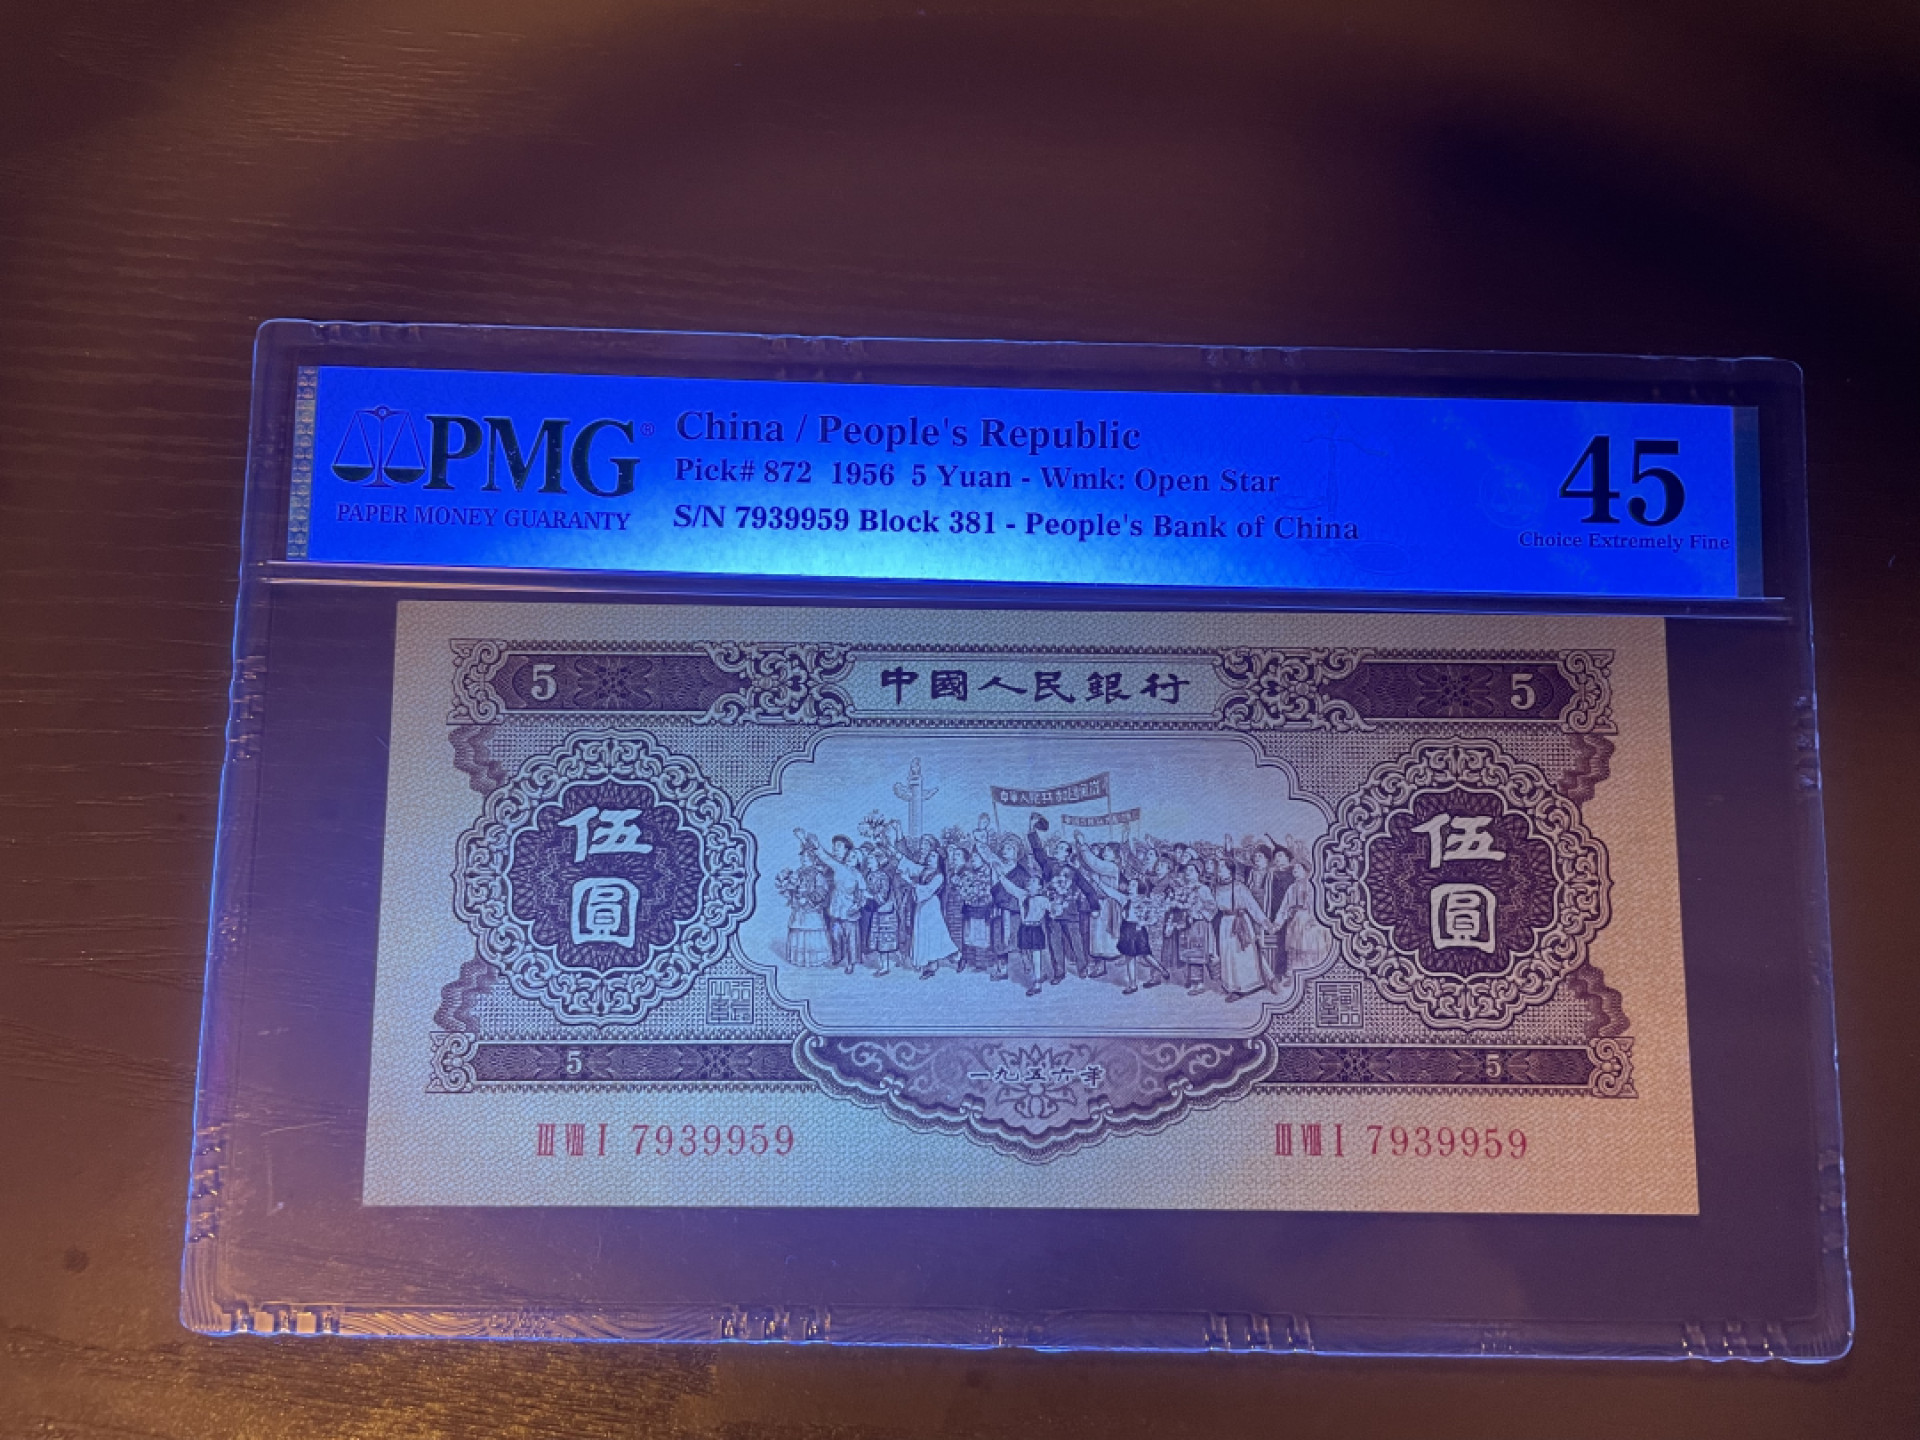 PMG®
PAPER MONEY GUARANTY
China / People's Republic
Pick# 872 1956 5 Yuan - Wmk: Open Star
S/N 7939959 Block 381 - People's Bank of China
45
Choice Extremely Fine
5 中國人民銀行 5
伍圓
伍圓
5 一九五六年 5
III VIII I 7939959
III VIII I 7939959